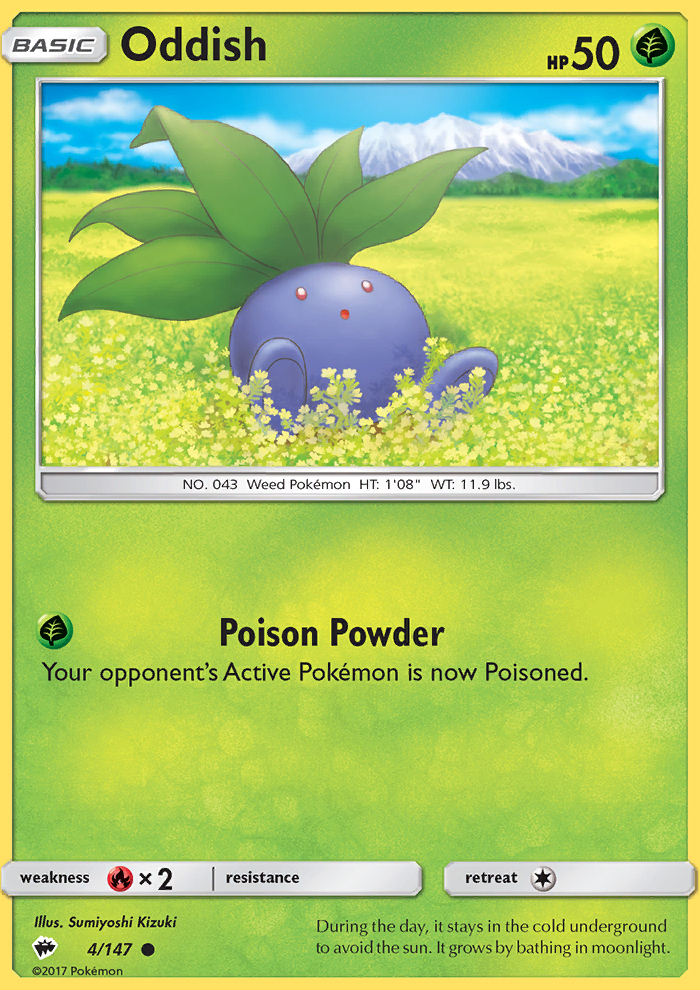 BASIC Oddish HP 50
NO. 043 Weed Pokémon HT: 1'08" WT: 11.9 lbs.
Poison Powder
Your opponent's Active Pokémon is now Poisoned.
weakness × 2 resistance retreat
Illus. Sumiyoshi Kizuki
4/147
©2017 Pokémon
During the day, it stays in the cold underground
to avoid the sun. It grows by bathing in moonlight.